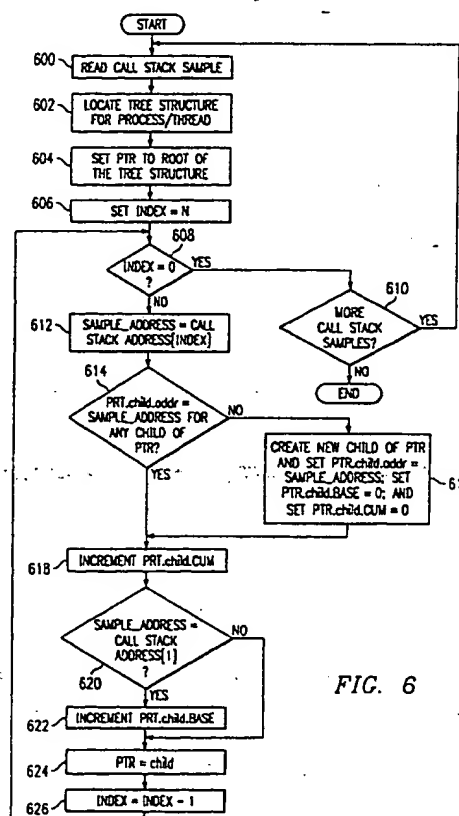 START
600
READ CALL STACK SAMPLE
602
LOCATE TREE STRUCTURE
FOR PROCESS/THREAD
604
SET PTR TO ROOT OF
THE TREE STRUCTURE
606
SET INDEX = N
608
INDEX = 0
?
YES
NO
610
MORE
CALL STACK
SAMPLES?
YES
NO
END
612
SAMPLE_ADDRESS = CALL
STACK ADDRESS[INDEX]
614
PRT.child.addr =
SAMPLE_ADDRESS FOR
ANY CHILD OF
PTR?
NO
YES
CREATE NEW CHILD OF PTR
AND SET PTR.child.addr =
SAMPLE_ADDRESS; SET
PTR.child.BASE = 0; AND
SET PTR.child.CUM = 0
618
INCREMENT PRT.child.CUM
SAMPLE_ADDRESS =
CALL STACK
ADDRESS[1]
?
NO
620
YES
622
INCREMENT PRT.child.BASE
624
PTR = child
626
INDEX = INDEX - 1
FIG. 6